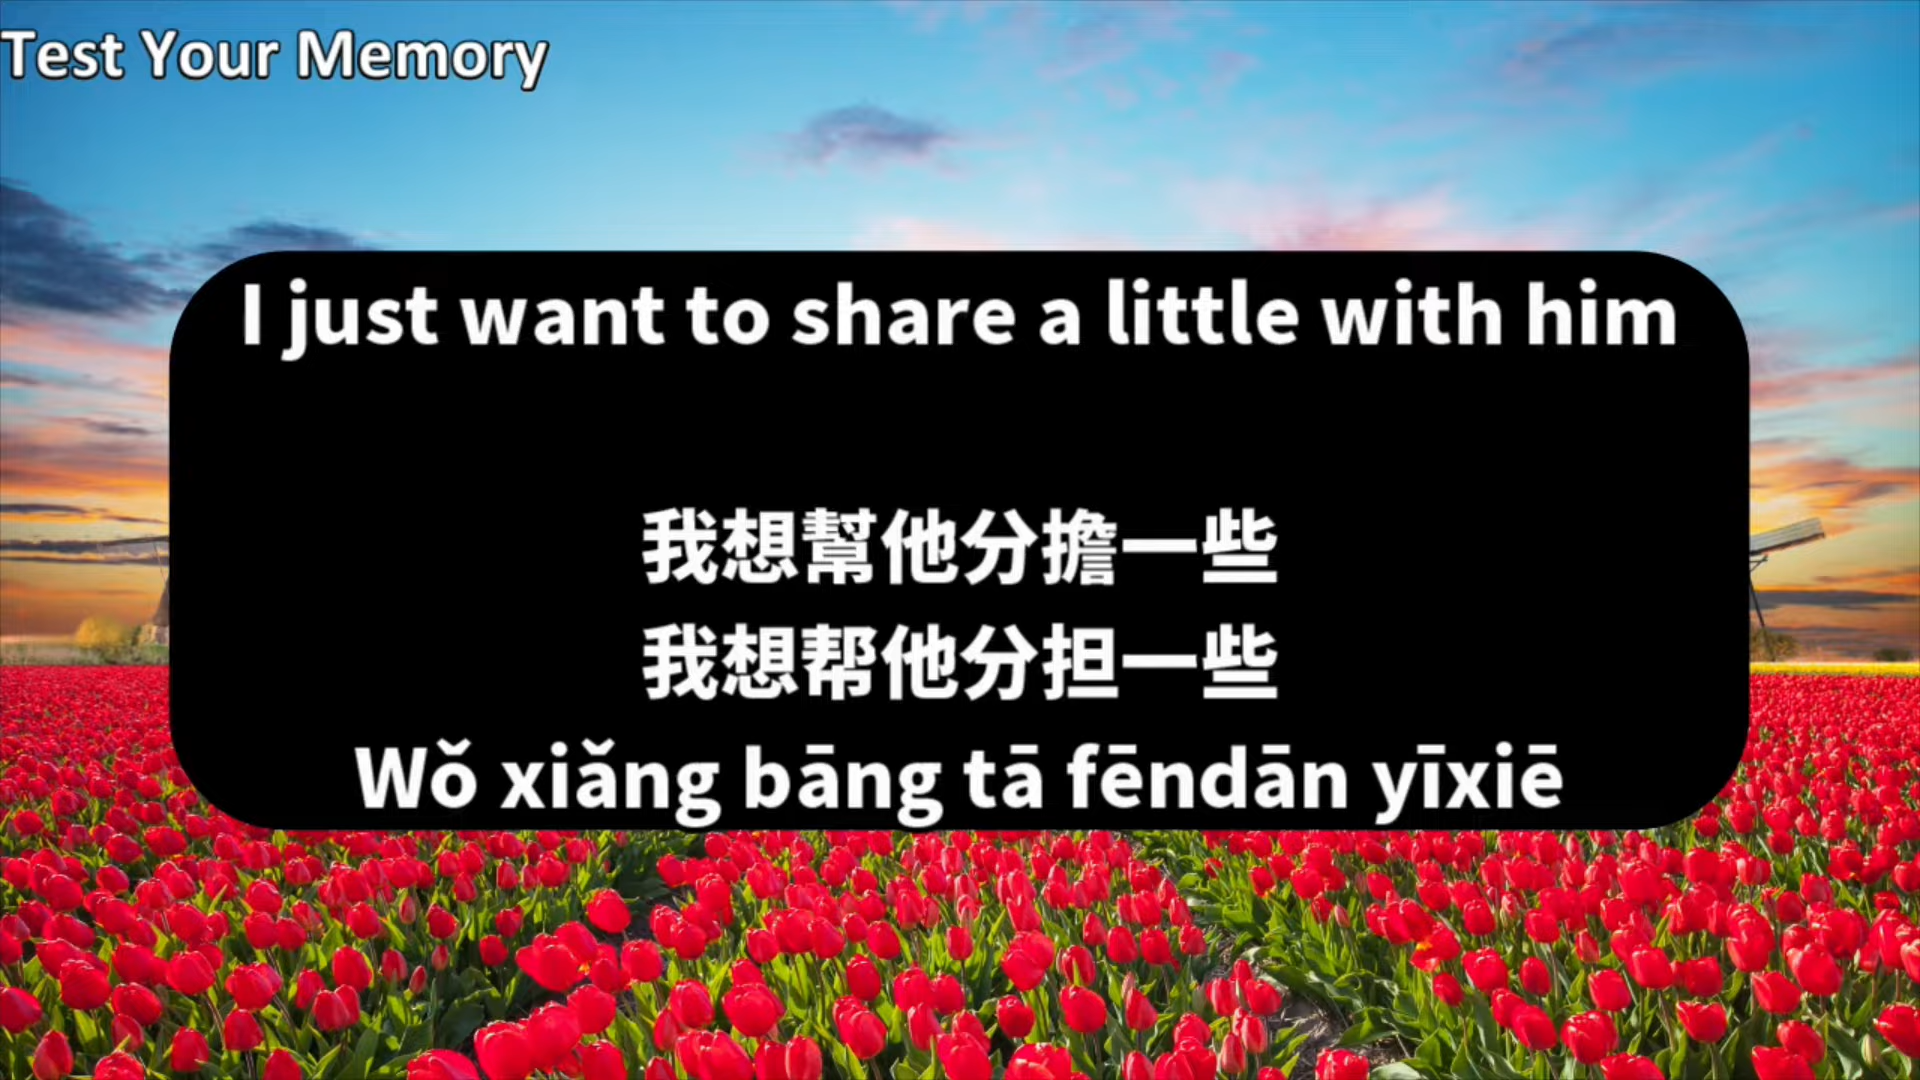 Test Your Memory
I just want to share a little with him
我想幫他分擔一些
我想帮他分担一些
Wǒ xiǎng bāng tā fēndān yīxiē